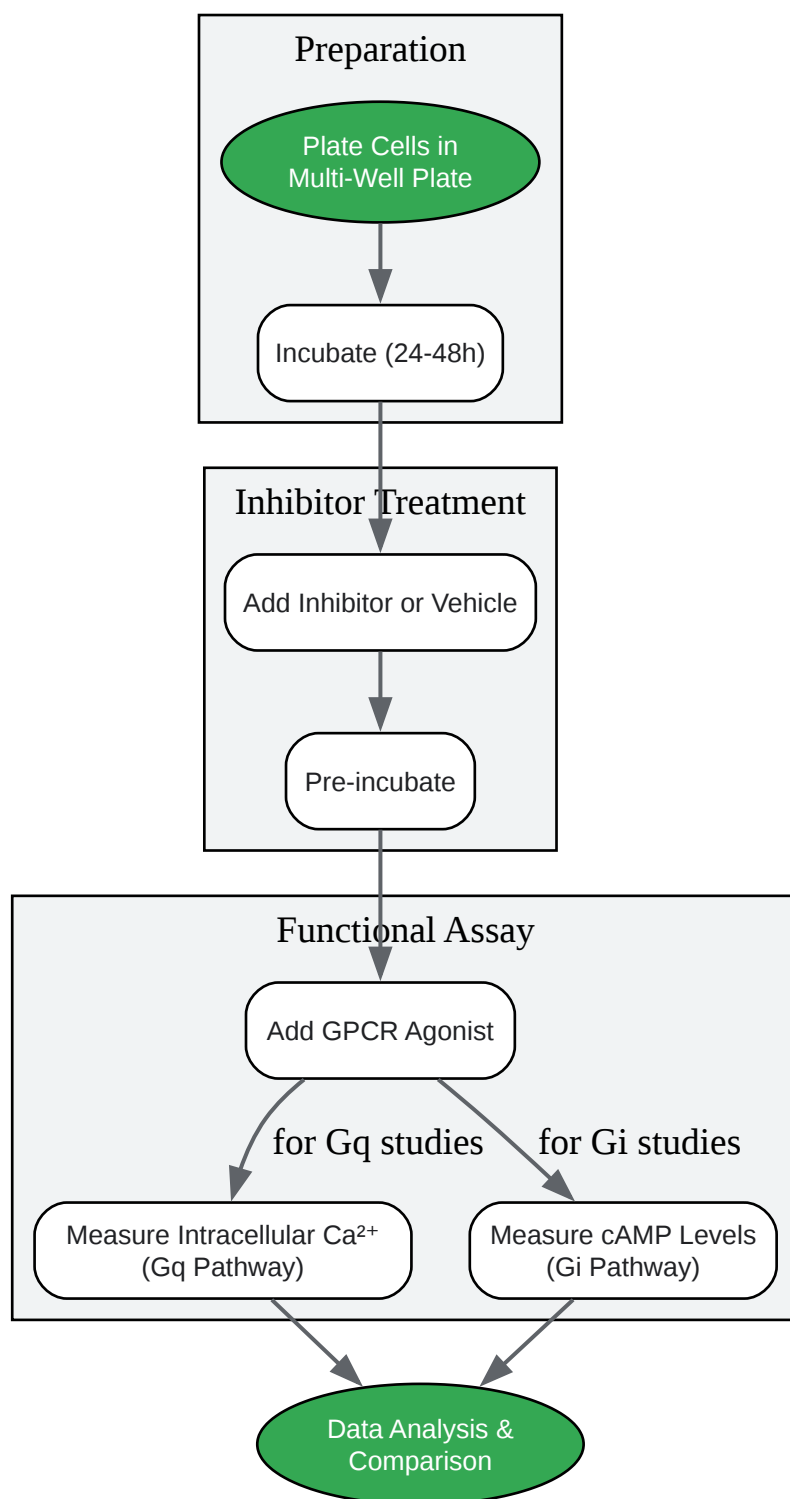 Preparation
Plate Cells in
Multi-Well Plate
Incubate (24-48h)
Inhibitor Treatment
Add Inhibitor or Vehicle
Pre-incubate
Functional Assay
Add GPCR Agonist
for Gq studies
for Gi studies
Measure Intracellular Ca²⁺
(Gq Pathway)
Measure cAMP Levels
(Gi Pathway)
Data Analysis &
Comparison